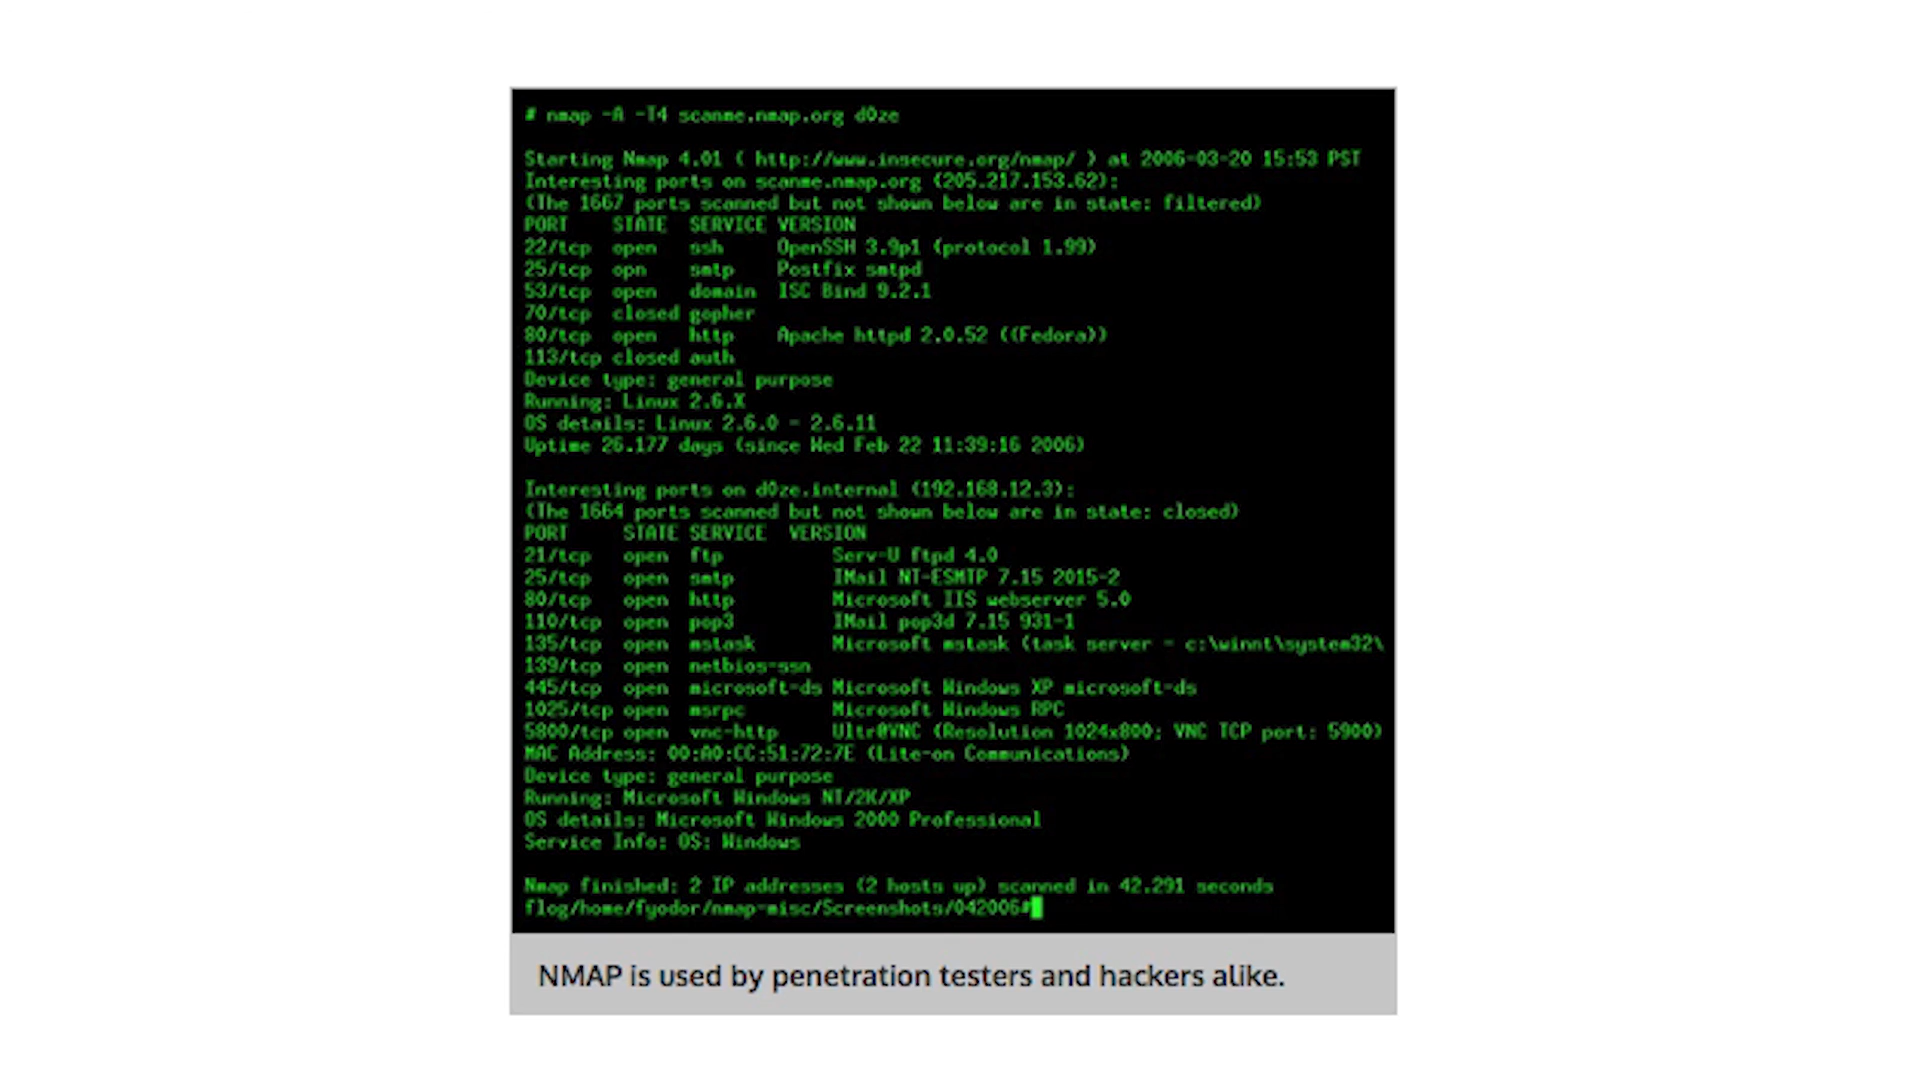 # nmap -A -T4 scanme.nmap.org d0ze
Starting Nmap 4.01 ( http://www.insecure.org/nmap/ ) at 2006-03-20 15:53 PST
Interesting ports on scanme.nmap.org (205.217.153.62):
(The 1667 ports scanned but not shown below are in state: filtered)
PORT    STATE  SERVICE VERSION
22/tcp  open   ssh     OpenSSH 3.9p1 (protocol 1.99)
25/tcp  opn    smtp    Postfix smtpd
53/tcp  open   domain  ISC Bind 9.2.1
70/tcp  closed gopher
80/tcp  open   http    Apache httpd 2.0.52 ((Fedora))
113/tcp closed auth
Device type: general purpose
Running: Linux 2.6.X
OS details: Linux 2.6.0 - 2.6.11
Uptime 26.177 days (since Wed Feb 22 11:39:16 2006)
Interesting ports on d0ze.internal (192.168.12.3):
(The 1664 ports scanned but not shown below are in state: closed)
PORT     STATE SERVICE  VERSION
21/tcp   open  ftp          Serv-U ftpd 4.0
25/tcp   open  smtp         IMail NT-ESMTP 7.15 2015-2
80/tcp   open  http         Microsoft IIS webserver 5.0
110/tcp  open  pop3         IMail pop3d 7.15 931-1
135/tcp  open  mstask       Microsoft mstask (task server - c:\winnt\system32\
139/tcp  open  netbios-ssn
445/tcp  open  microsoft-ds Microsoft Windows XP microsoft-ds
1025/tcp open  msrpc        Microsoft Windows RPC
5800/tcp open  vnc-http     Ultr@VNC (Resolution 1024x800; VNC TCP port: 5900)
MAC Address: 00:A0:CC:51:72:7E (Lite-on Communications)
Device type: general purpose
Running: Microsoft Windows NT/2K/XP
OS details: Microsoft Windows 2000 Professional
Service Info: OS: Windows
Nmap finished: 2 IP addresses (2 hosts up) scanned in 42.291 seconds
flog/home/fyodor/nmap-misc/Screenshots/042006#
NMAP is used by penetration testers and hackers alike.